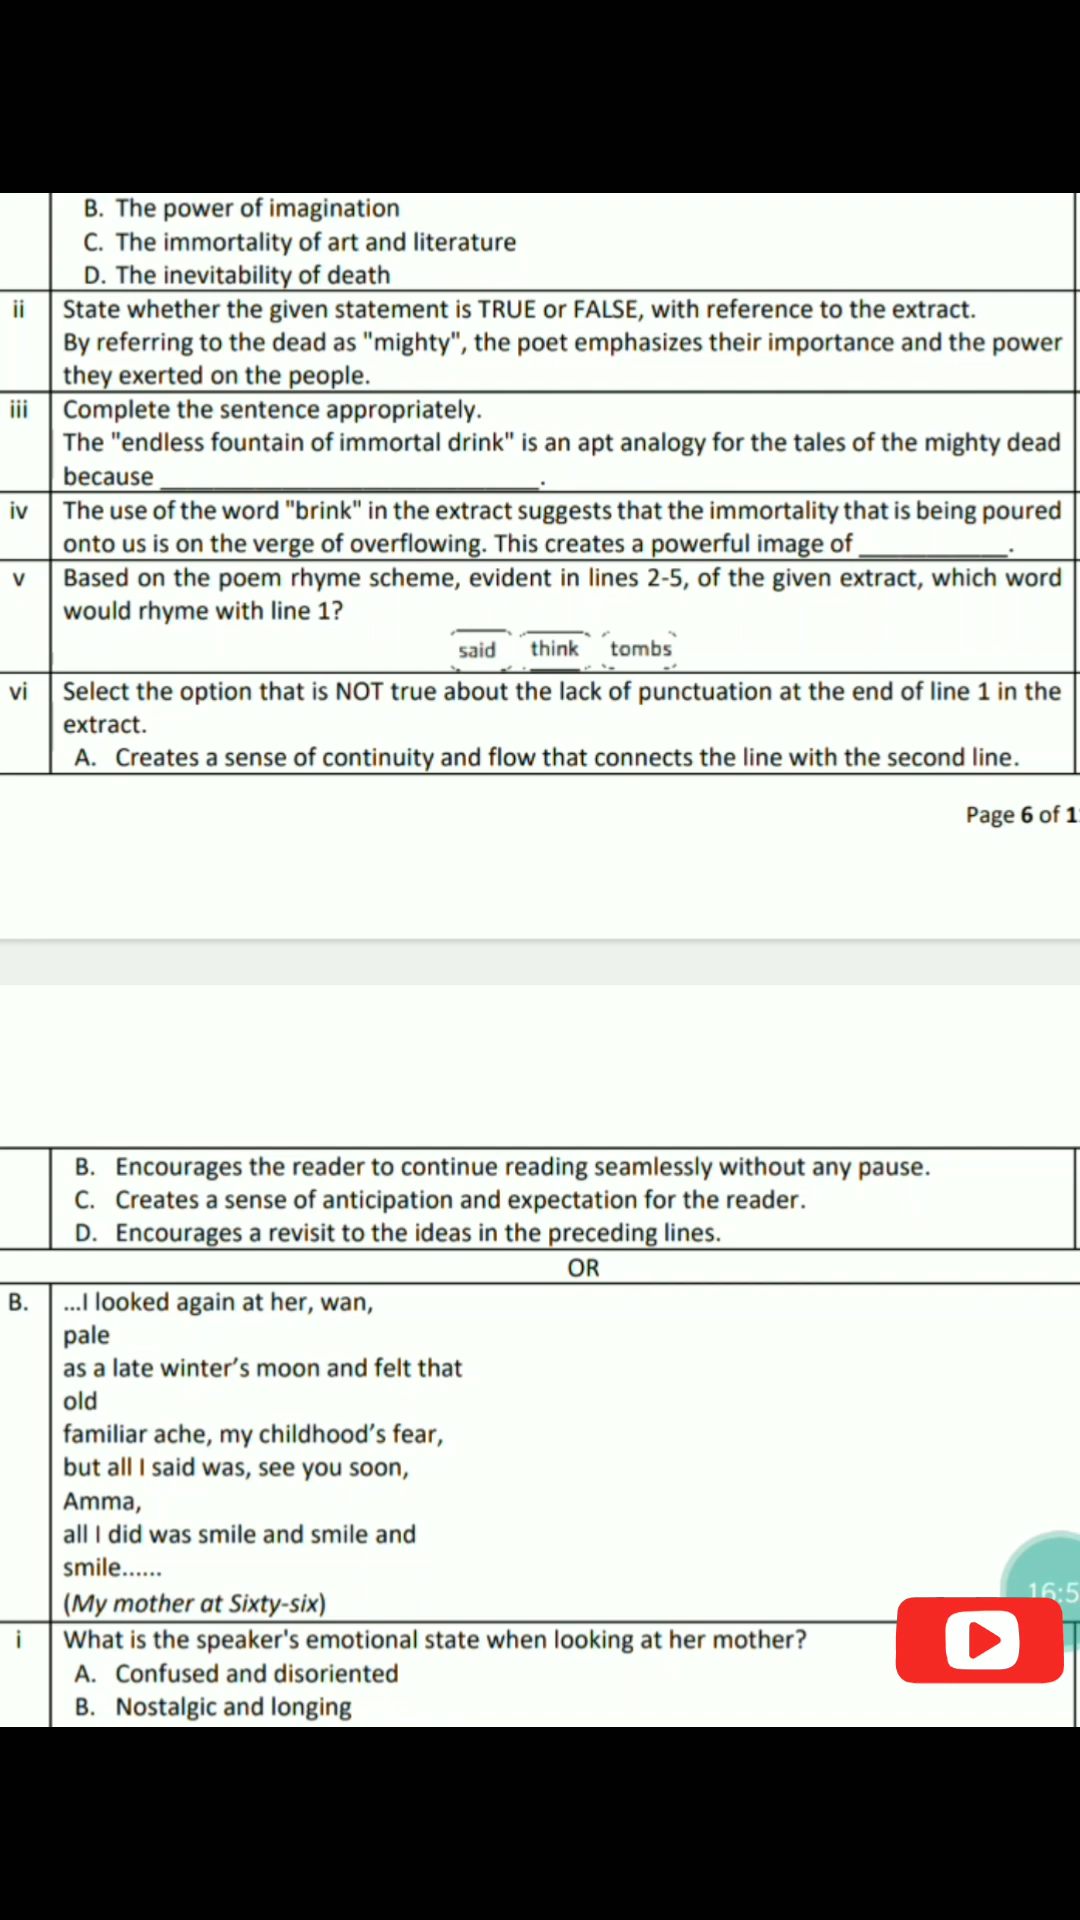 B. The power of imagination
C. The immortality of art and literature
D. The inevitability of death
ii State whether the given statement is TRUE or FALSE, with reference to the extract.
By referring to the dead as "mighty", the poet emphasizes their importance and the power
they exerted on the people.
iii Complete the sentence appropriately.
The "endless fountain of immortal drink" is an apt analogy for the tales of the mighty dead
because ______________________________.
iv The use of the word "brink" in the extract suggests that the immortality that is being poured
onto us is on the verge of overflowing. This creates a powerful image of ____________.
v Based on the poem rhyme scheme, evident in lines 2-5, of the given extract, which word
would rhyme with line 1?
said think tombs
vi Select the option that is NOT true about the lack of punctuation at the end of line 1 in the
extract.
A. Creates a sense of continuity and flow that connects the line with the second line.
Page 6 of 1
B. Encourages the reader to continue reading seamlessly without any pause.
C. Creates a sense of anticipation and expectation for the reader.
D. Encourages a revisit to the ideas in the preceding lines.
OR
B. ...I looked again at her, wan,
pale
as a late winter's moon and felt that
old
familiar ache, my childhood's fear,
but all I said was, see you soon,
Amma,
all I did was smile and smile and
smile......
(My mother at Sixty-six)
16:5
i What is the speaker's emotional state when looking at her mother?
A. Confused and disoriented
B. Nostalgic and longing